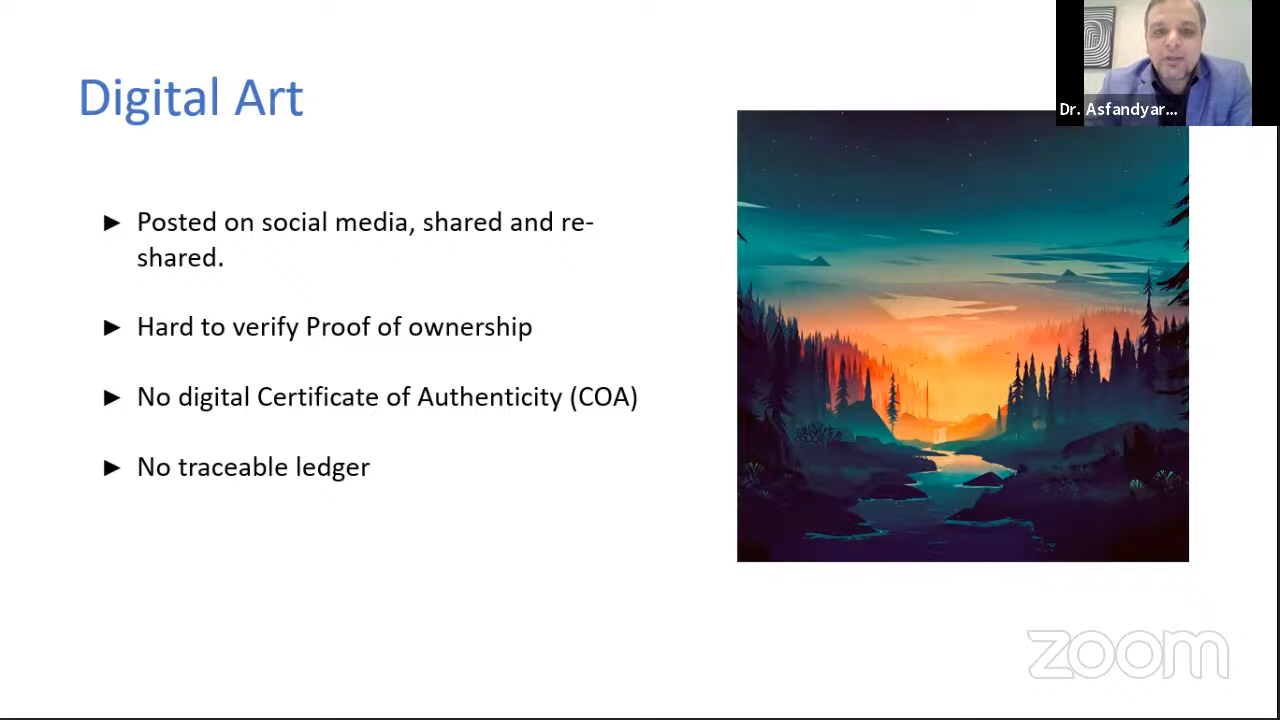 Digital Art
► Posted on social media, shared and re-
shared.
► Hard to verify Proof of ownership
► No digital Certificate of Authenticity (COA)
► No traceable ledger
Dr. Asfandyar...
zoom